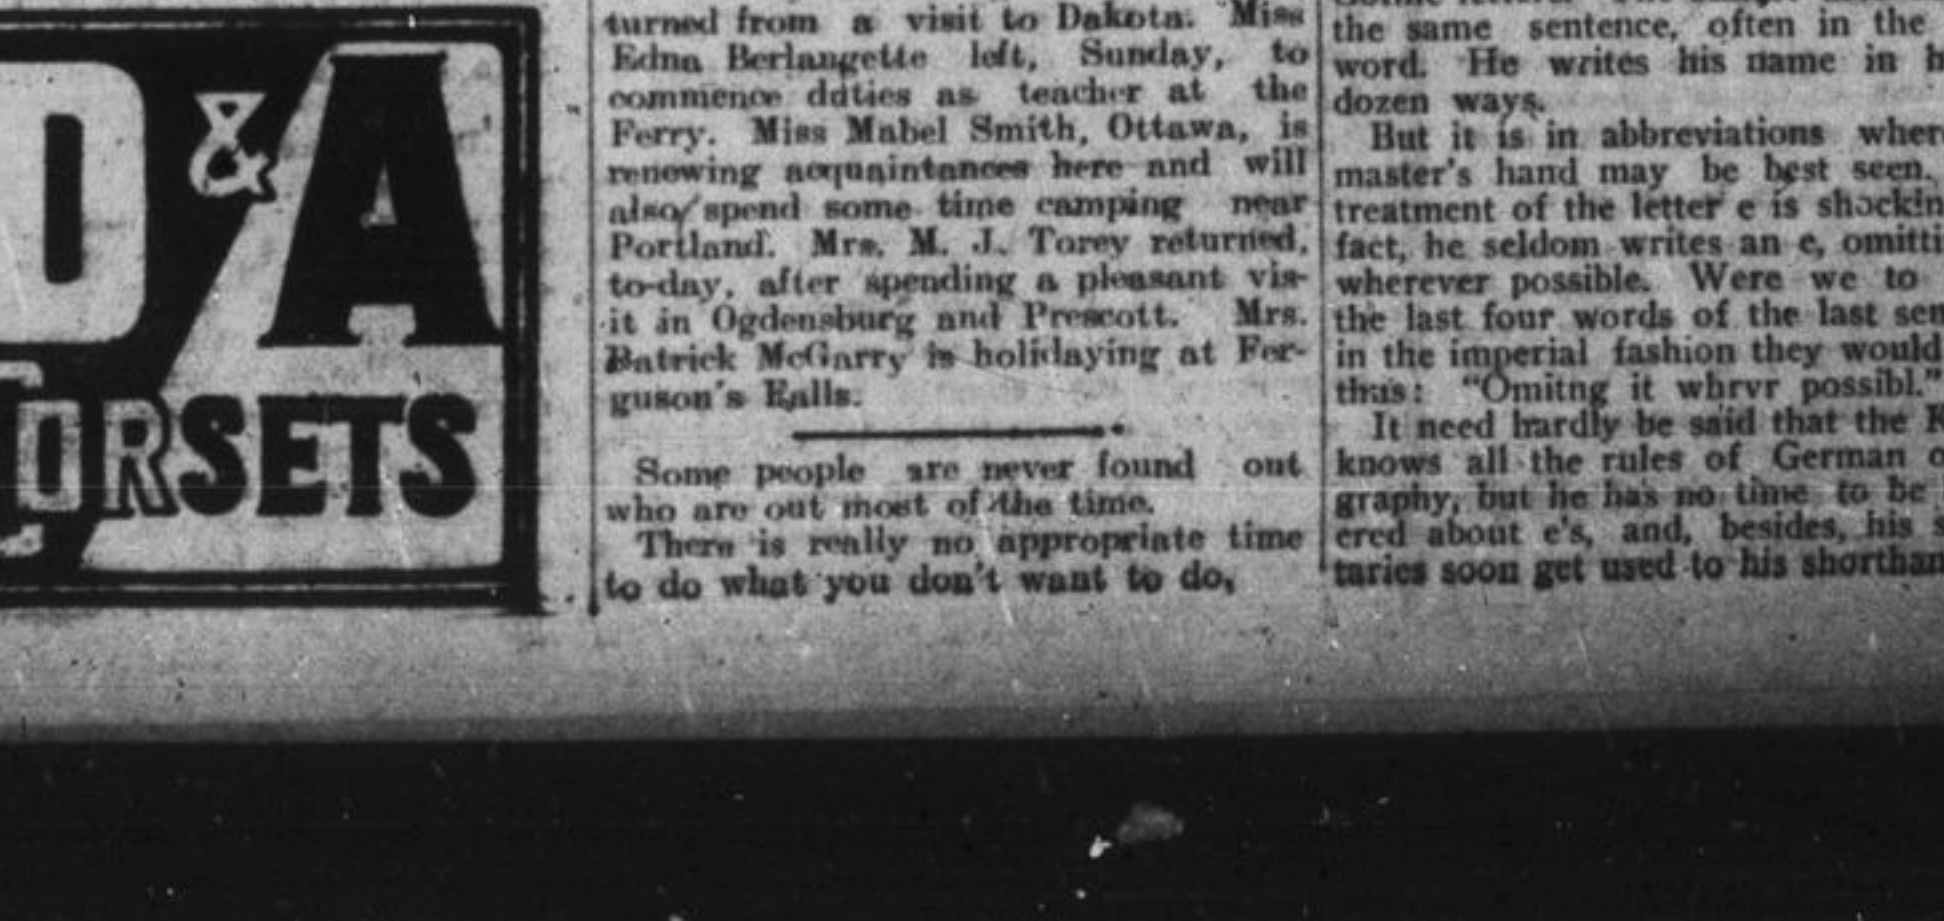 D & A
CORSETS
turned from a visit to Dakota. Miss
Edna Berlangette left, Sunday, to
commence ddties as teacher at the
Ferry. Miss Mabel Smith, Ottawa, is
renewing acquaintances here and will
also spend some time camping near
Portland. Mrs. M. J. Torey returned,
to-day, after spending a pleasant vis-
it in Ogdensburg and Prescott. Mrs.
Patrick McGarry is holidaying at Fer-
guson's Falls.
Some people are never found out
who are out most of the time.
There is really no appropriate time
to do what you don't want to do,
the same sentence, often in the
word. He writes his name in h
dozen ways.
But it is in abbreviations wher
master's hand may be best seen.
treatment of the letter e is shockin
fact, he seldom writes an e, omitti
wherever possible. Were we to
the last four words of the last sen
in the imperial fashion they would
thus: "Omitng it whrvr possibl."
It need hardly be said that the K
knows all the rules of German o
graphy, but he has no time to be
ered about e's, and, besides, his s
taries soon get used to his shorthan